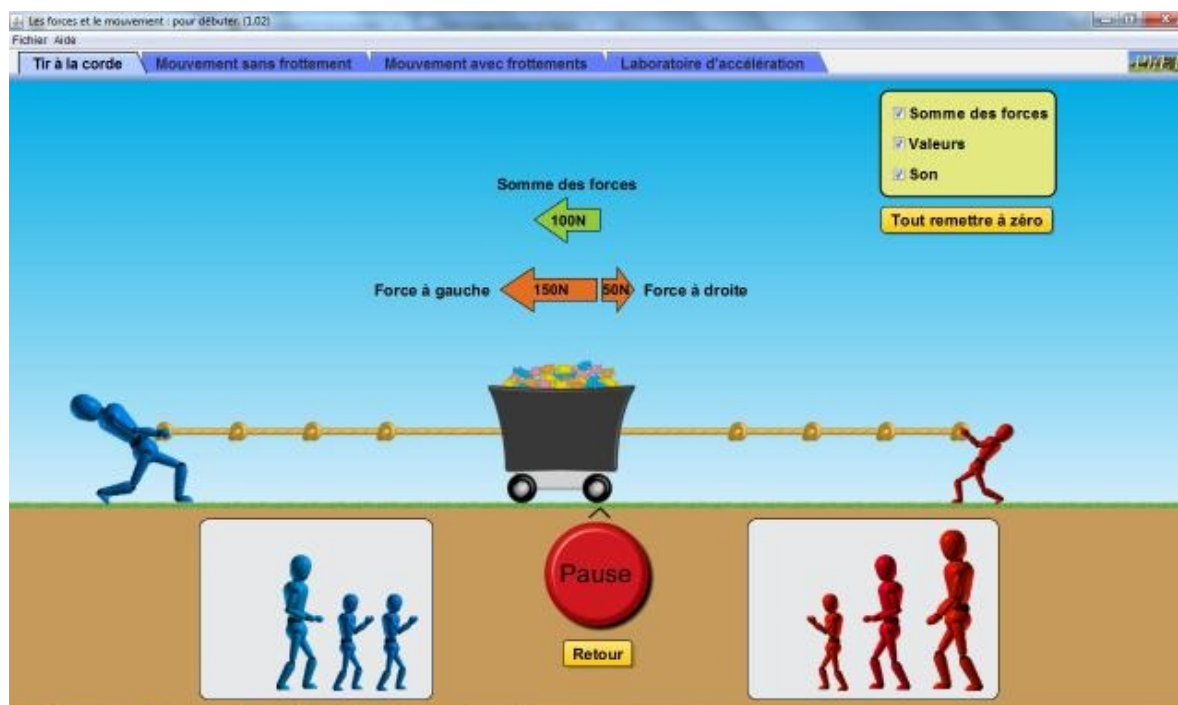 Les forces et le mouvement : pour débuter. (1.02)
Fichier Aide
Tir à la corde Mouvement sans frottement Mouvement avec frottements Laboratoire d'accélération
Somme des forces
Valeurs
Son
Tout remettre à zéro
Somme des forces
100N
Force à gauche 150N 50N Force à droite
Pause
Retour